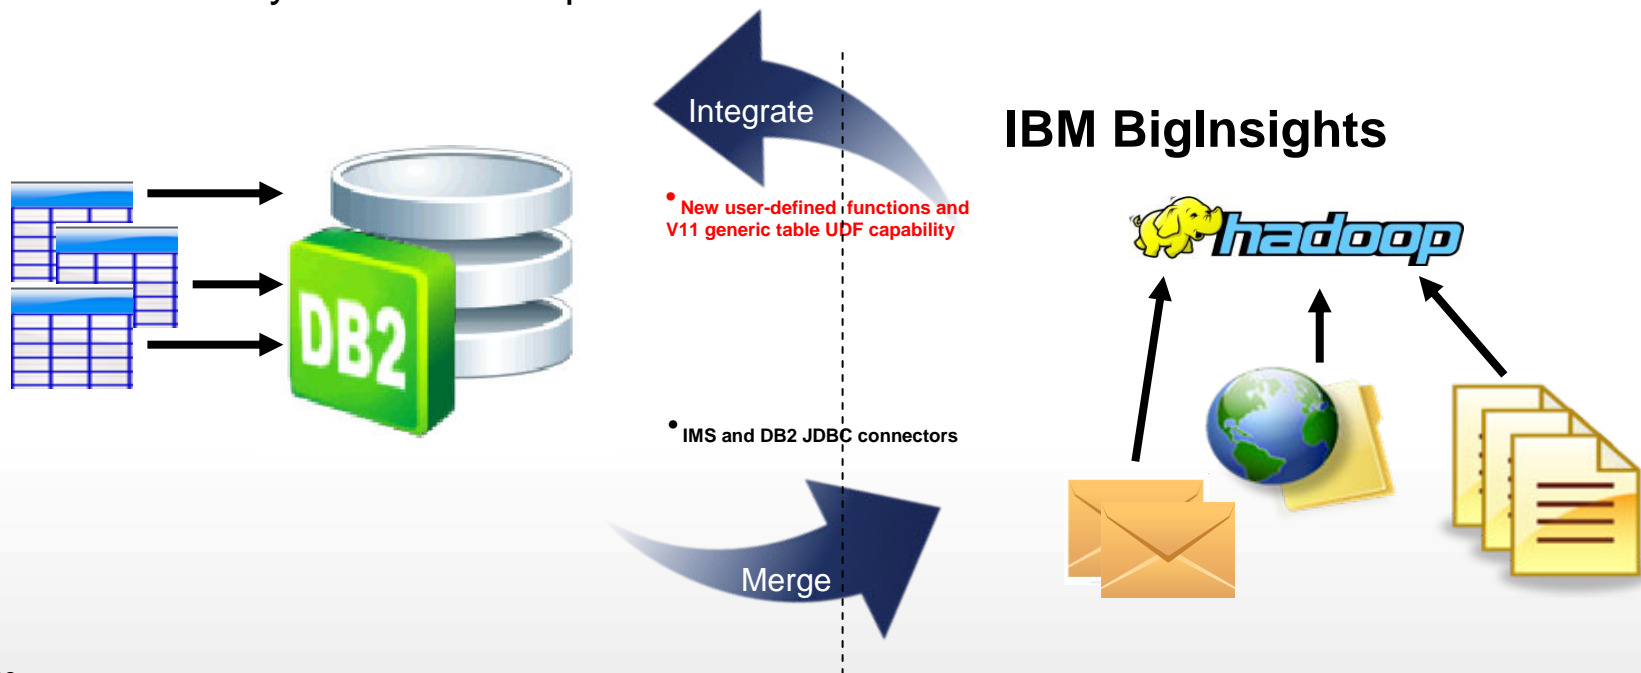 Integrate
IBM BigInsights
• New user-defined functions and
V11 generic table UDF capability
hadoop
DB2
• IMS and DB2 JDBC connectors
Merge